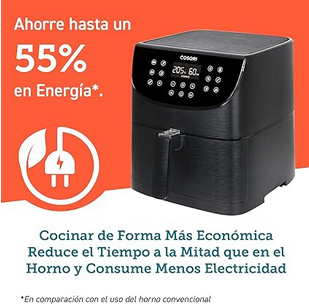 Ahorre hasta un
55%
en Energía*.
COSORI
205 60
Cocinar de Forma Más Económica
Reduce el Tiempo a la Mitad que en el
Horno y Consume Menos Electricidad
*En comparación con el uso del horno convencional